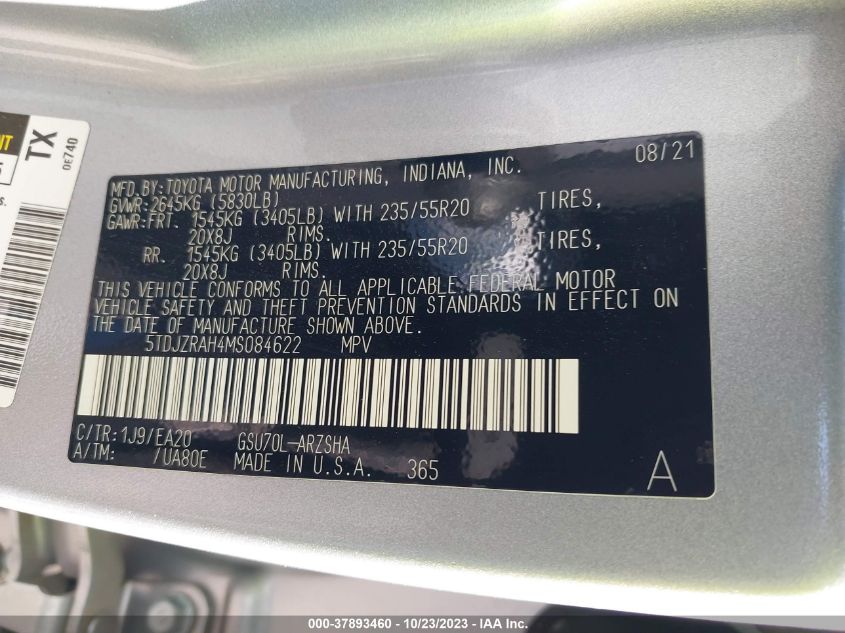 NT
TX
0E740
S.
MFD. BY:TOYOTA MOTOR MANUFACTURING, INDIANA, INC. 08/21
GVWR:2645KG (5830LB)
GAWR:FRT. 1545KG (3405LB) WITH 235/55R20 TIRES,
20X8J RIMS.
RR. 1545KG (3405LB) WITH 235/55R20 TIRES,
20X8J RIMS.
THIS VEHICLE CONFORMS TO ALL APPLICABLE FEDERAL MOTOR
VEHICLE SAFETY AND THEFT PREVENTION STANDARDS IN EFFECT ON
THE DATE OF MANUFACTURE SHOWN ABOVE.
5TDJZRAH4MS084622 MPV
C/TR:1J9/EA20 GSU70L-ARZSHA
A/TM: /UA80E MADE IN U.S.A. 365 A
000-37893460 - 10/23/2023 - IAA Inc.